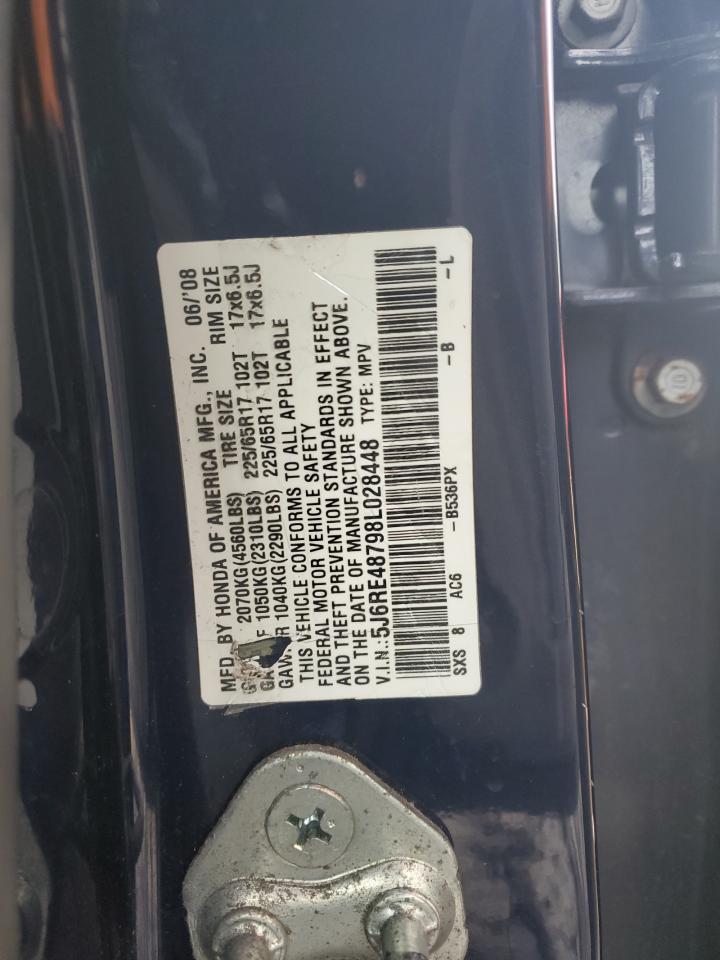 MFD. BY HONDA OF AMERICA MFG., INC. 06/'08
2070KG(4560LBS) TIRE SIZE RIM SIZE
F 1050KG(2310LBS) 225/65R17 102T 17x6.5J
GAWR R 1040KG(2290LBS) 225/65R17 102T 17x6.5J
THIS VEHICLE CONFORMS TO ALL APPLICABLE
FEDERAL MOTOR VEHICLE SAFETY
AND THEFT PREVENTION STANDARDS IN EFFECT
ON THE DATE OF MANUFACTURE SHOWN ABOVE.
V.I.N.:5J6RE48798L028448 TYPE: MPV
SXS 8 AC6 -B536PX -B -L
10